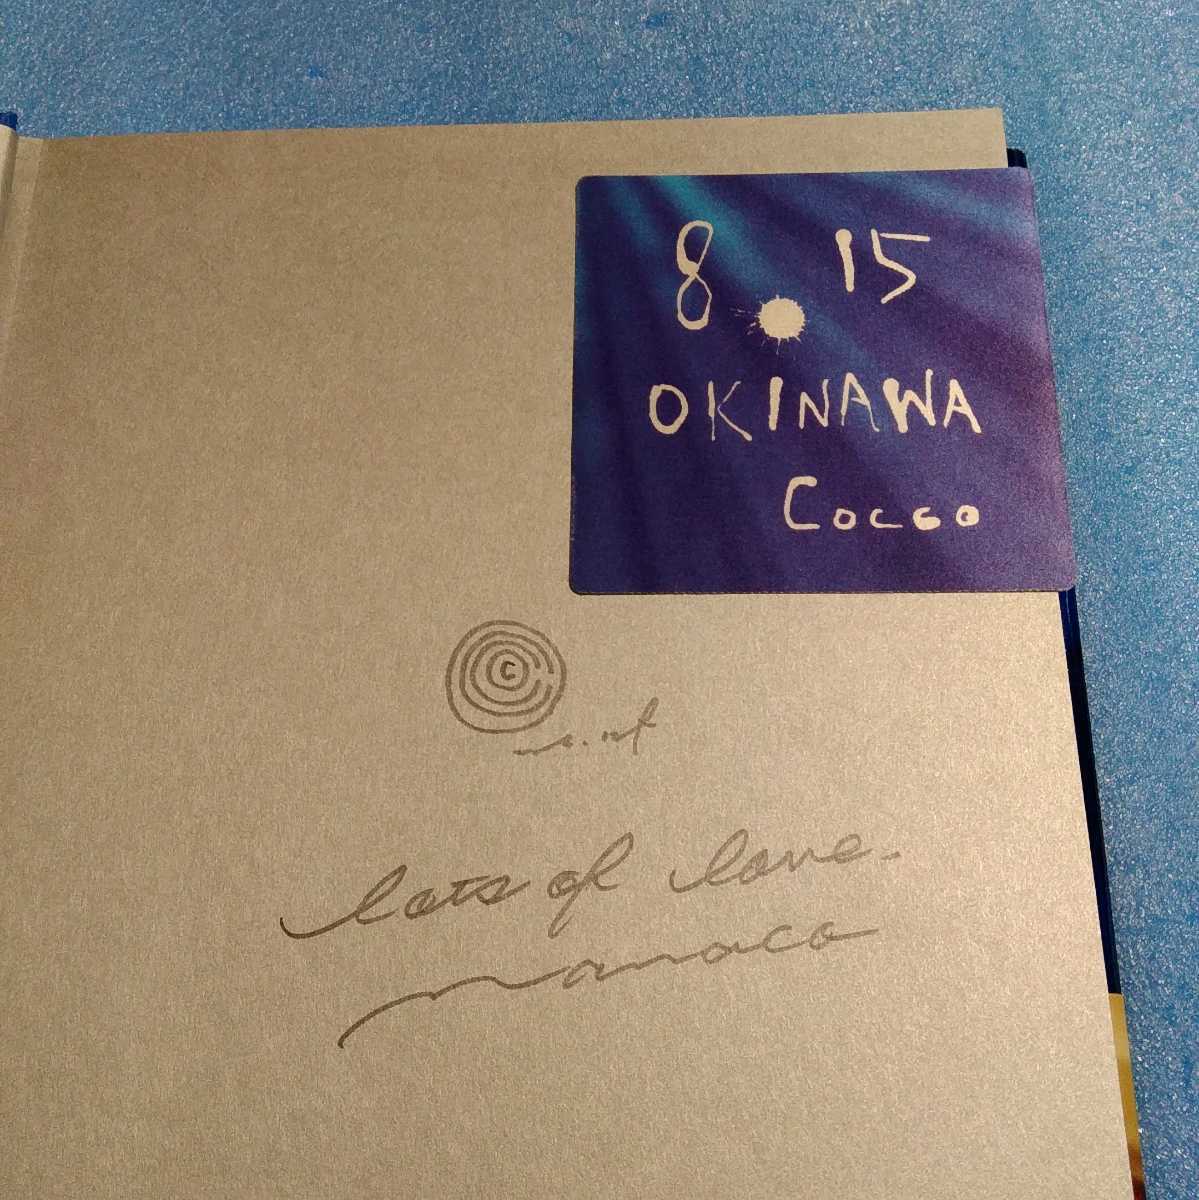 8.15
OKINAWA
Cocco
C
lots of love.